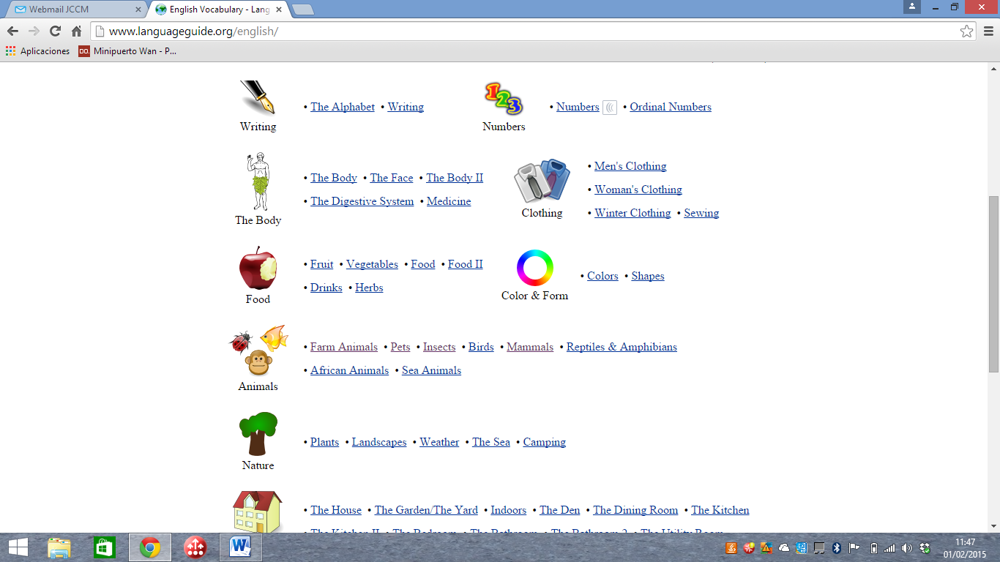 Webmail JCCM
English Vocabulary - Lang
www.languageguide.org/english/
Aplicaciones
Minipuerto Wan - P...
• The Alphabet • Writing
Writing
• Numbers • Ordinal Numbers
Numbers
• The Body • The Face • The Body II
• The Digestive System • Medicine
The Body
• Men's Clothing
• Woman's Clothing
• Winter Clothing • Sewing
Clothing
• Fruit • Vegetables • Food • Food II
• Drinks • Herbs
Food
• Colors • Shapes
Color & Form
• Farm Animals • Pets • Insects • Birds • Mammals • Reptiles & Amphibians
• African Animals • Sea Animals
Animals
• Plants • Landscapes • Weather • The Sea • Camping
Nature
• The House • The Garden/The Yard • Indoors • The Den • The Dining Room • The Kitchen
• The Kitchen II • The Bedroom • The Bathroom • The Bathroom 2 • The Utility Room
11:47
01/02/2015